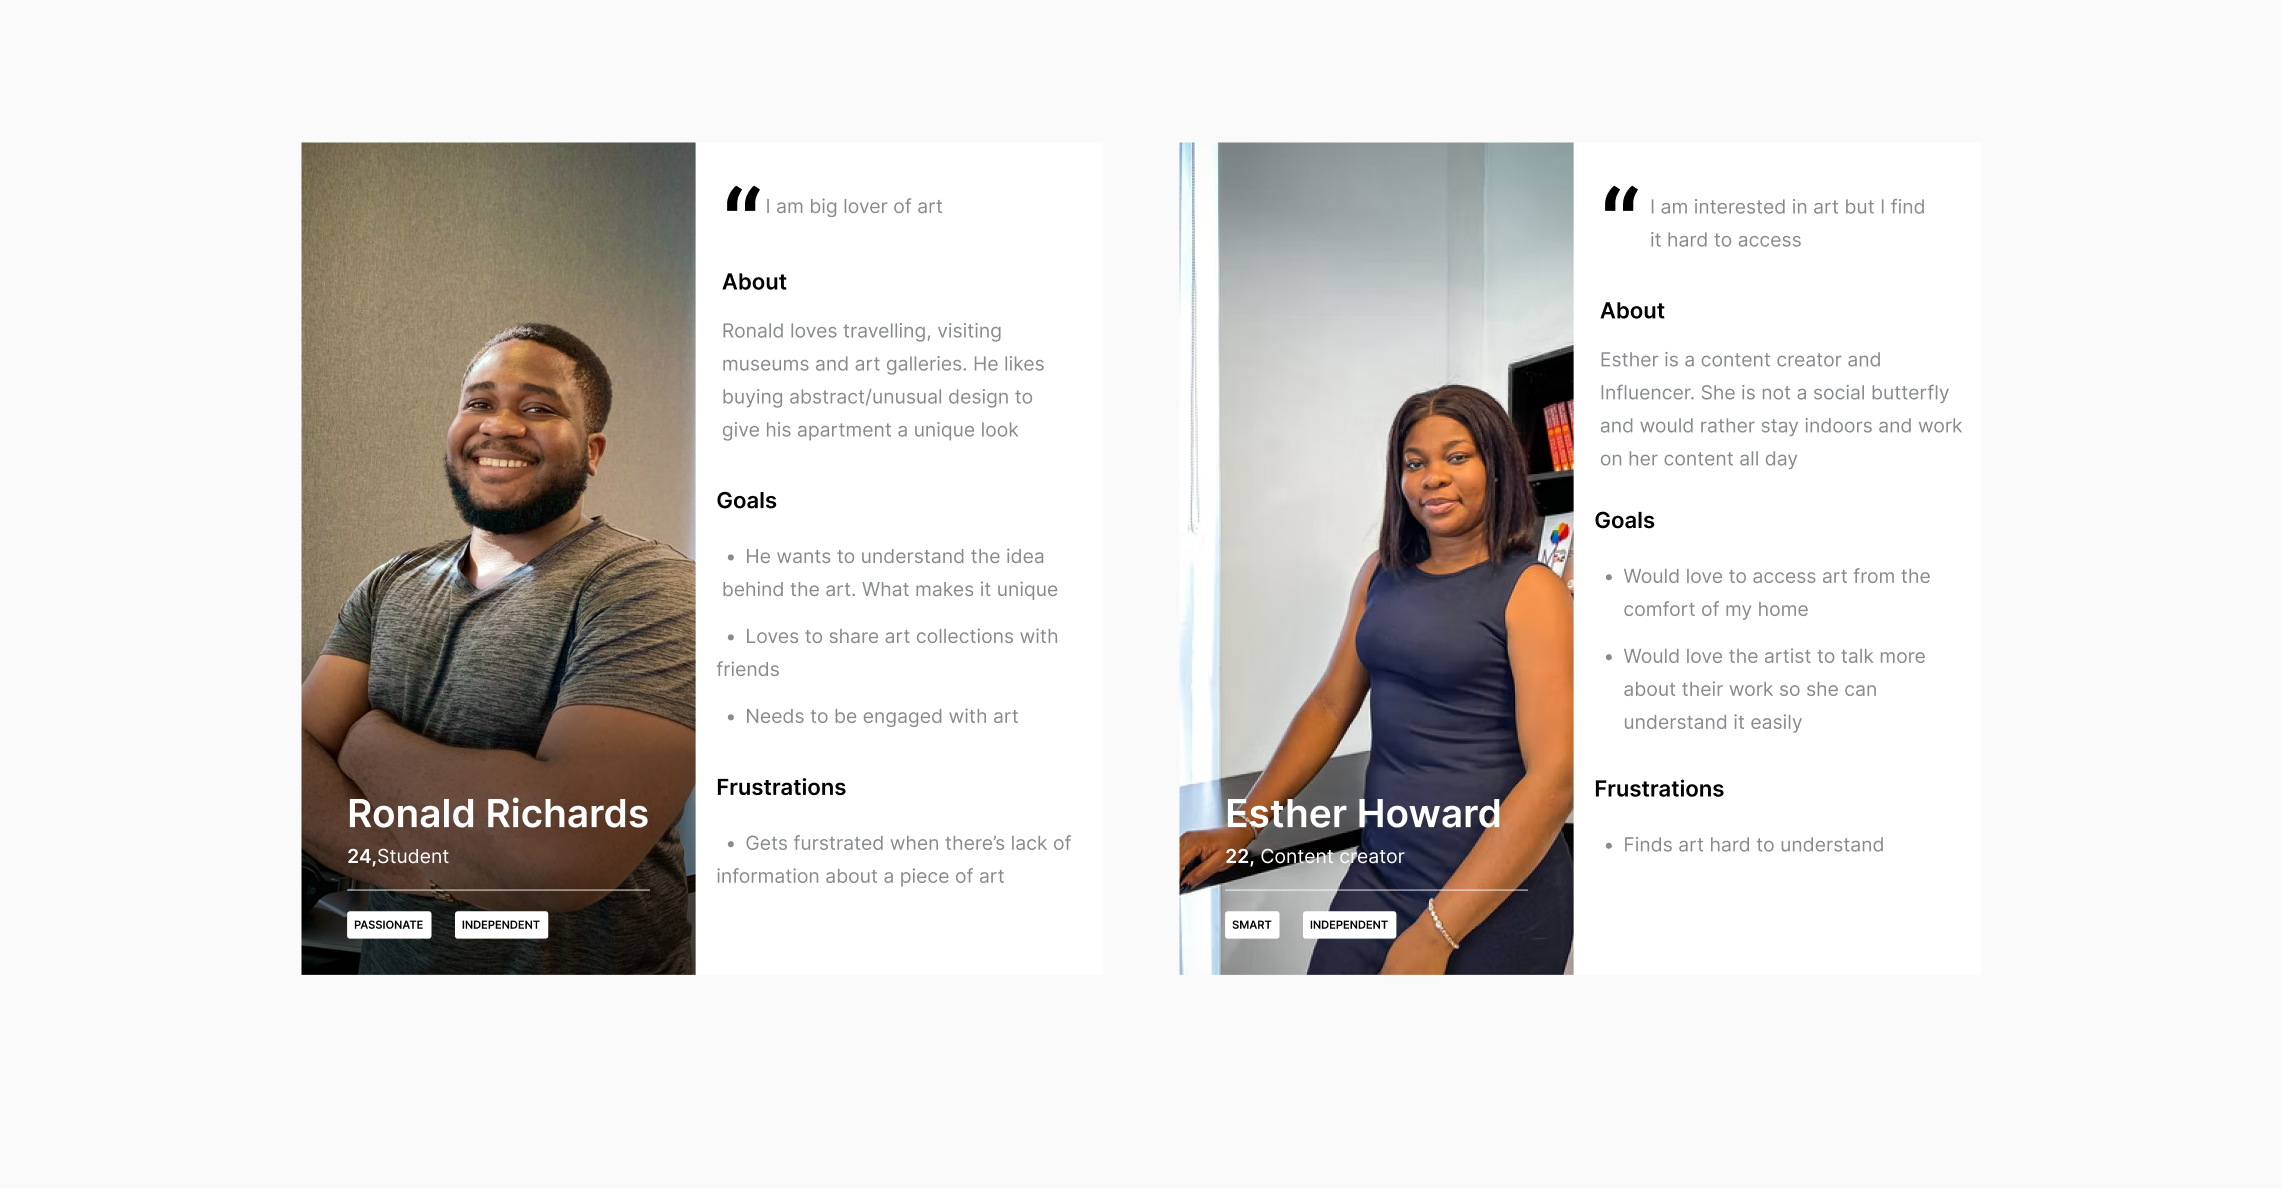 “ I am big lover of art
About
Ronald loves travelling, visiting
museums and art galleries. He likes
buying abstract/unusual design to
give his apartment a unique look
Goals
• He wants to understand the idea
behind the art. What makes it unique
• Loves to share art collections with
friends
• Needs to be engaged with art
Frustrations
• Gets furstrated when there’s lack of
information about a piece of art
Ronald Richards
24,Student
PASSIONATE INDEPENDENT
“ I am interested in art but I find
it hard to access
About
Esther is a content creator and
Influencer. She is not a social butterfly
and would rather stay indoors and work
on her content all day
Goals
• Would love to access art from the
comfort of my home
• Would love the artist to talk more
about their work so she can
understand it easily
Frustrations
• Finds art hard to understand
Esther Howard
22, Content creator
SMART INDEPENDENT